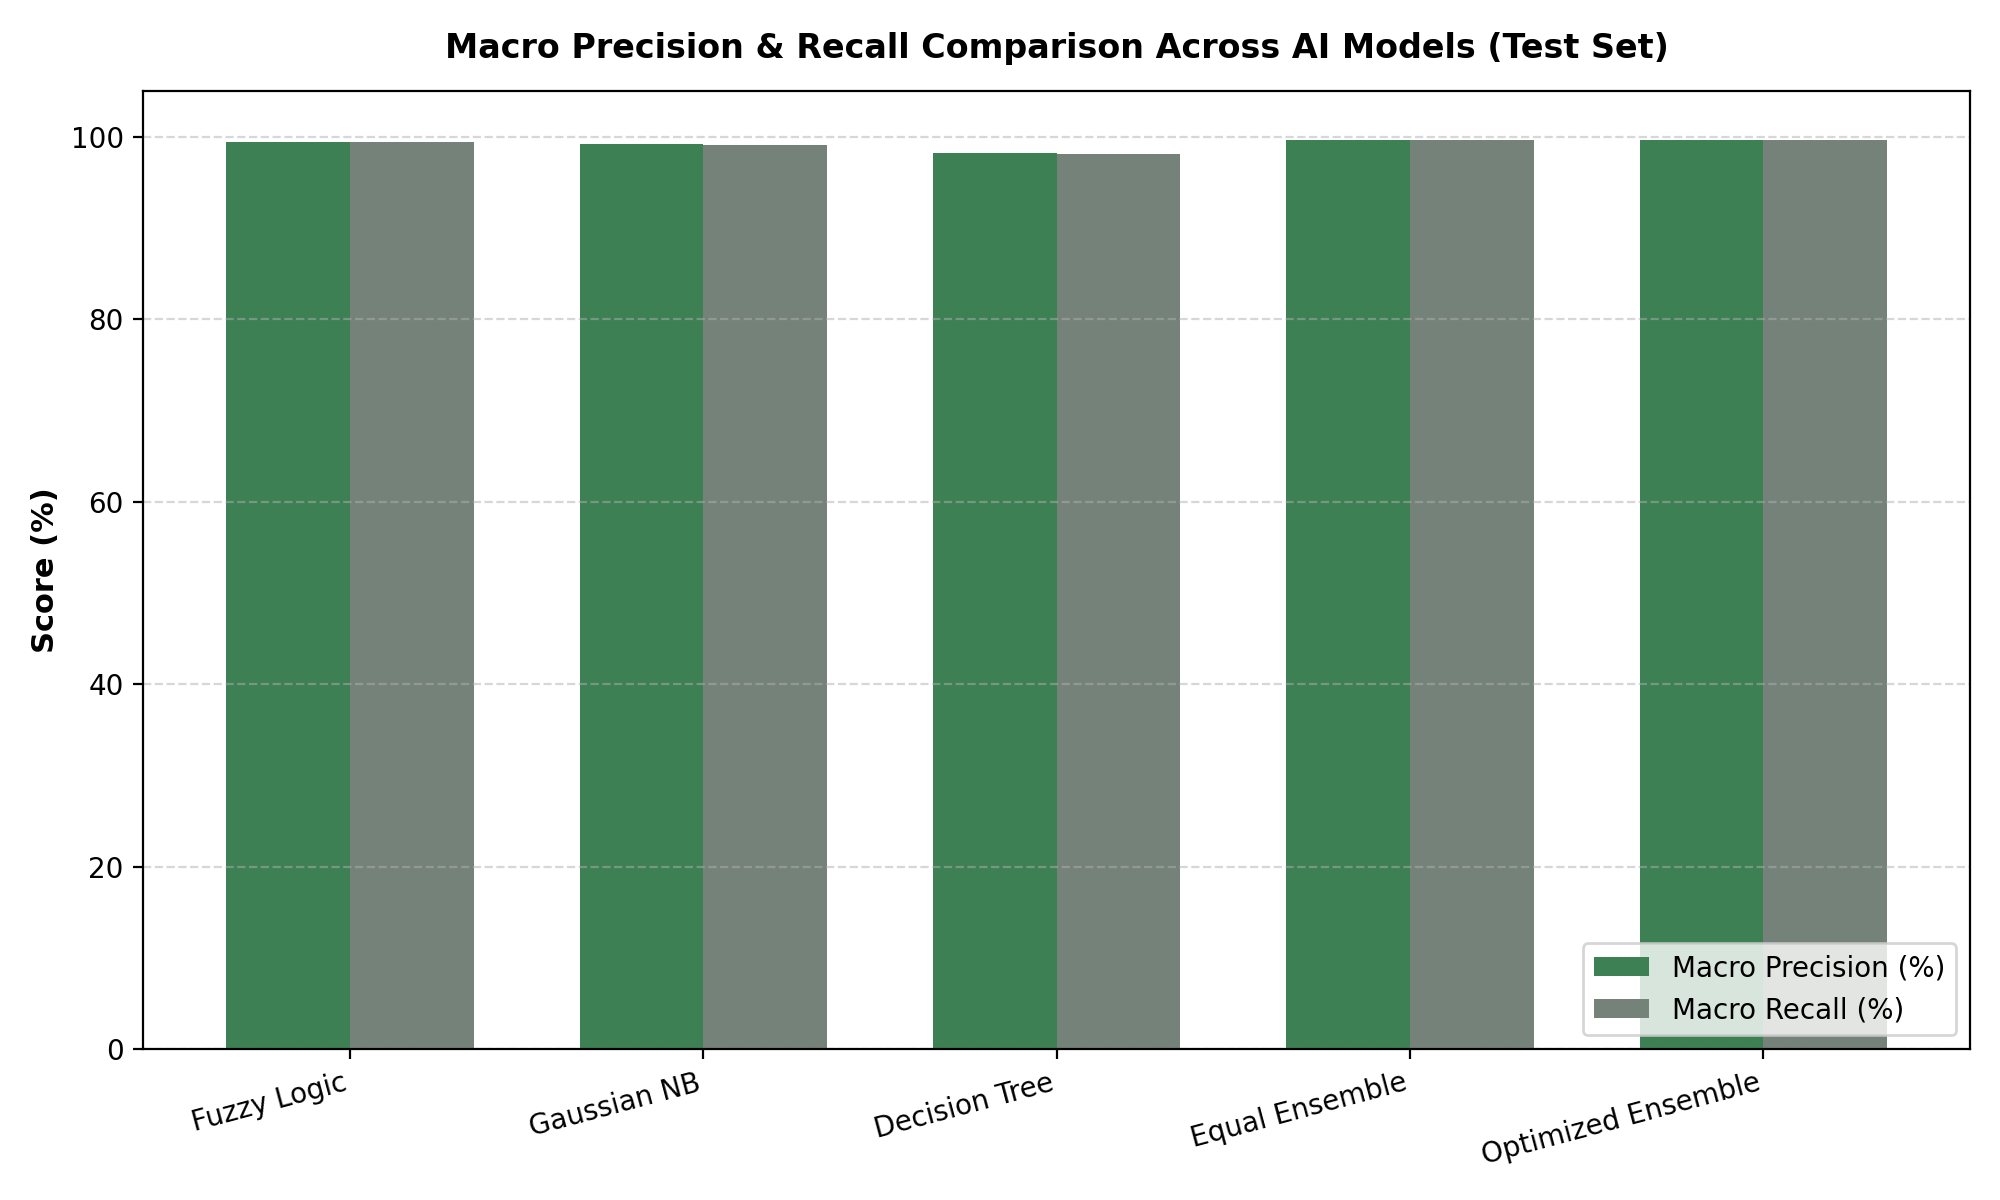 Macro Precision & Recall Comparison Across AI Models (Test Set)
Score (%)
100
80
60
40
20
0
Macro Precision (%)
Macro Recall (%)
Fuzzy Logic
Gaussian NB
Decision Tree
Equal Ensemble
Optimized Ensemble